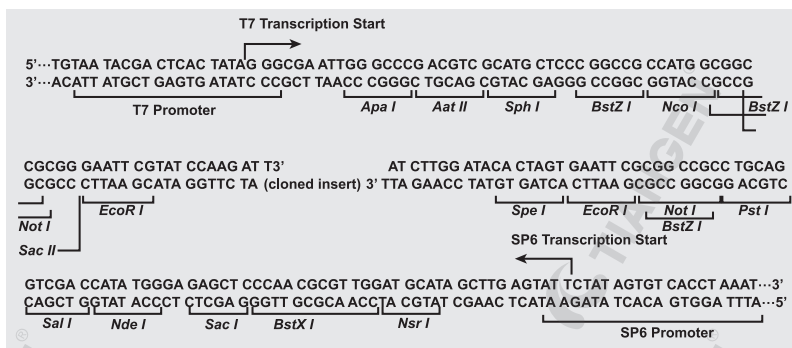 T7 Transcription Start
5'···TGTAA TACGA CTCAC TATAG GGCGA ATTGG GCCCG ACGTC GCATG CTCCC GGCCG CCATG GCGGC
3'···ACATT ATGCT GAGTG ATATC CCGCT TAACC CGGGC TGCAG CGTAC GAGGG CCGGC GGTAC CGCCG
T7 Promoter Apa I Aat II Sph I BstZ I Nco I BstZ I
CGCGG GAATT CGTAT CCAAG AT T3' AT CTTGG ATACA CTAGT GAATT CGCGG CCGCC TGCAG
GCGCC CTTAA GCATA GGTTC TA (cloned insert) 3' TTA GAACC TATGT GATCA CTTAA GCGCC GGCGG ACGTC
Not I EcoR I Spe I EcoR I Not I Pst I
BstZ I
Sac II
SP6 Transcription Start
GTCGA CCATA TGGGA GAGCT CCCAA CGCGT TGGAT GCATA GCTTG AGTAT TCTAT AGTGT CACCT AAAT···3'
CAGCT GGTAT ACCCT CTCGAG GGTT GCGCAACC TA CGTAT CGAAC TCATA AGATA TCACA GTGGA TTTA···5'
Sal I Nde I Sac I BstX I Nsr I
SP6 Promoter
TIANGEN